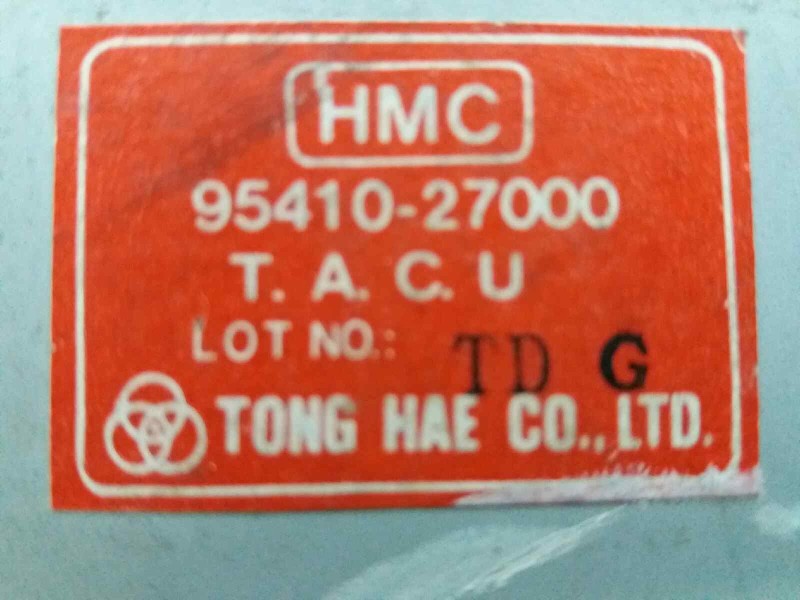 HMC
95410-27000
T. A. C. U
LOT NO.: TD G
TONG HAE CO., LTD.